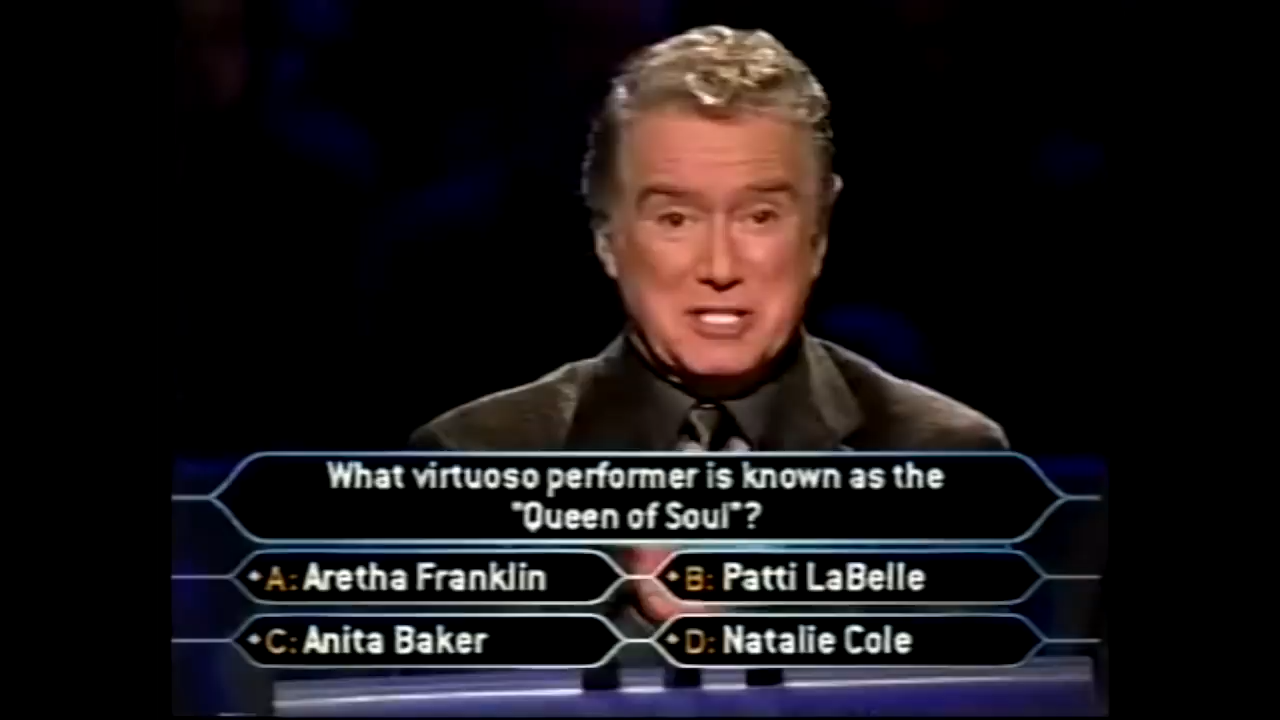 What virtuoso performer is known as the
"Queen of Soul"?
A: Aretha Franklin
B: Patti LaBelle
C: Anita Baker
D: Natalie Cole